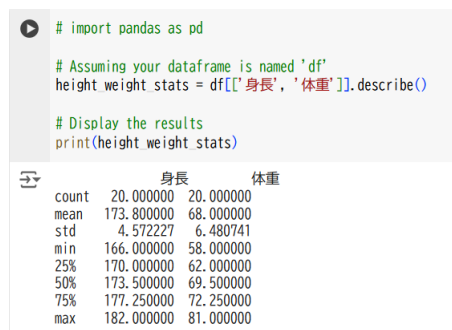 # import pandas as pd
# Assuming your dataframe is named 'df'
height_weight_stats = df[['身長', '体重']].describe()
# Display the results
print(height_weight_stats)
身長 体重
count 20.000000 20.000000
mean 173.800000 68.000000
std 4.572227 6.480741
min 166.000000 58.000000
25% 170.000000 62.000000
50% 173.500000 69.500000
75% 177.250000 72.250000
max 182.000000 81.000000